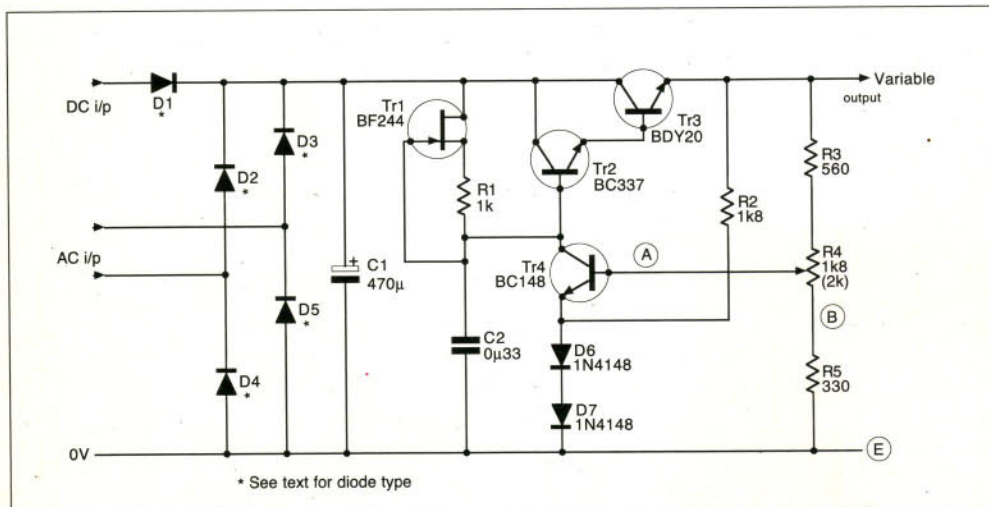 DC i/p
D1
*
Tr1
BF244
Tr3
BDY20
Variable
output
D3
*
D2
*
R1
1k
Tr2
BC337
R2
1k8
R3
560
AC i/p
C1
470µ
+
Tr4
BC148
A
R4
1k8
(2k)
B
D5
*
C2
0µ33
D6
1N4148
R5
330
D4
*
D7
1N4148
0V
E
* See text for diode type